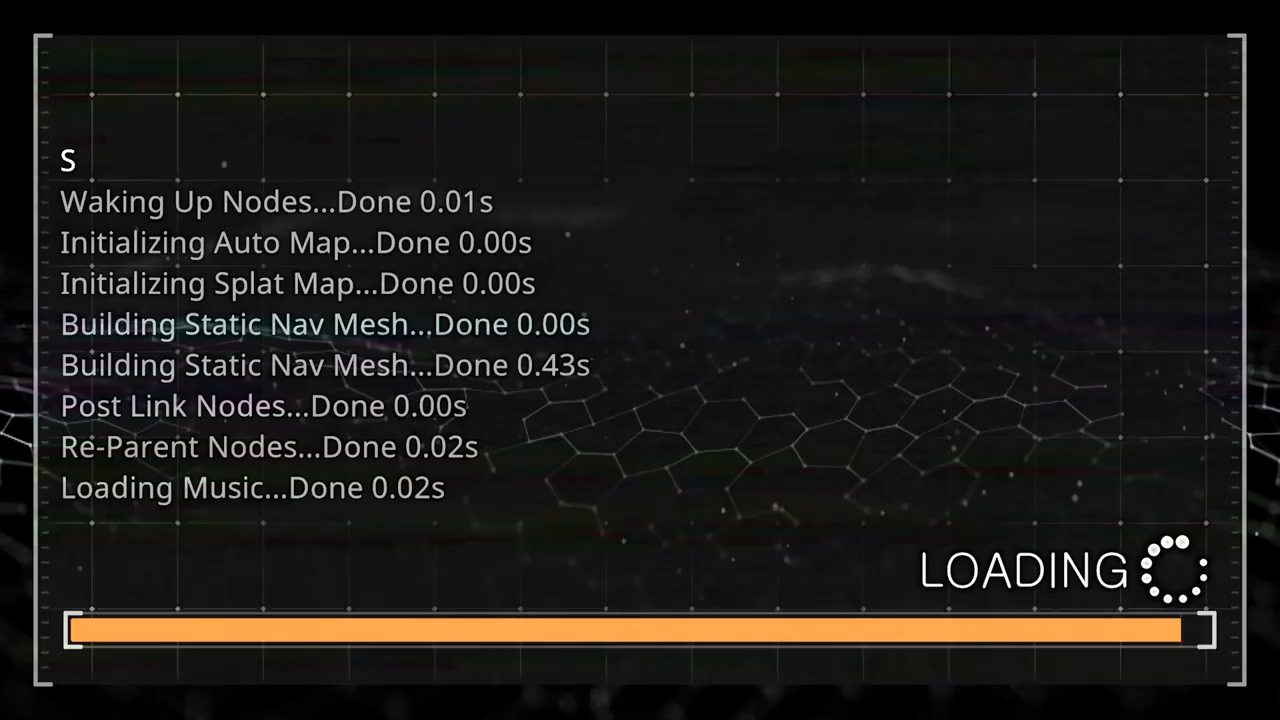 S
Waking Up Nodes...Done 0.01s
Initializing Auto Map...Done 0.00s
Initializing Splat Map...Done 0.00s
Building Static Nav Mesh...Done 0.00s
Building Static Nav Mesh...Done 0.43s
Post Link Nodes...Done 0.00s
Re-Parent Nodes...Done 0.02s
Loading Music...Done 0.02s
LOADING